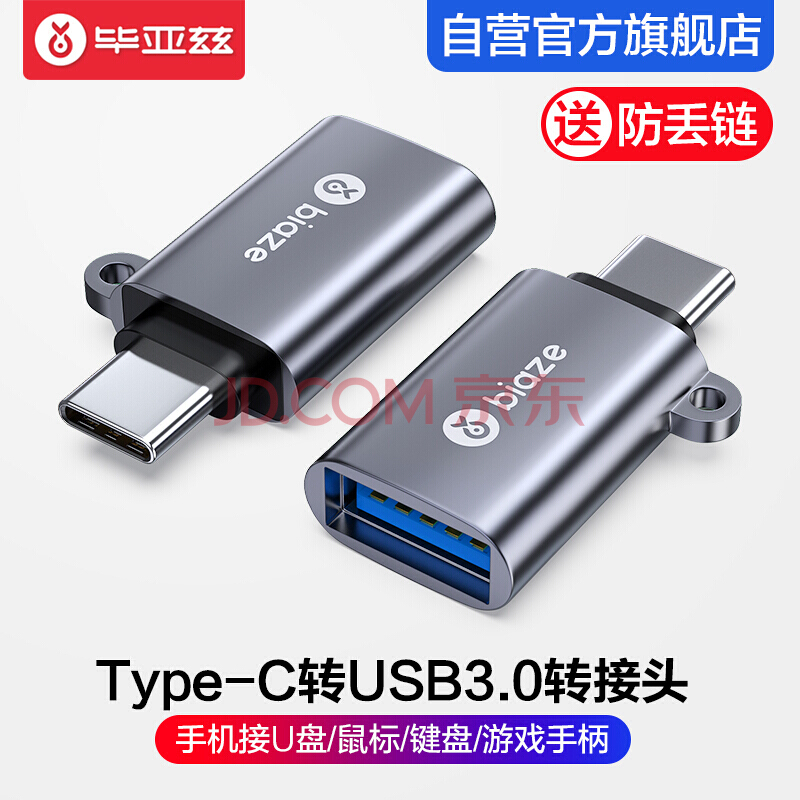 毕亚兹
自营官方旗舰店
送 防丢链
biaze
biaze
JD.COM 京东
Type-C转USB3.0转接头
手机接U盘/鼠标/键盘/游戏手柄